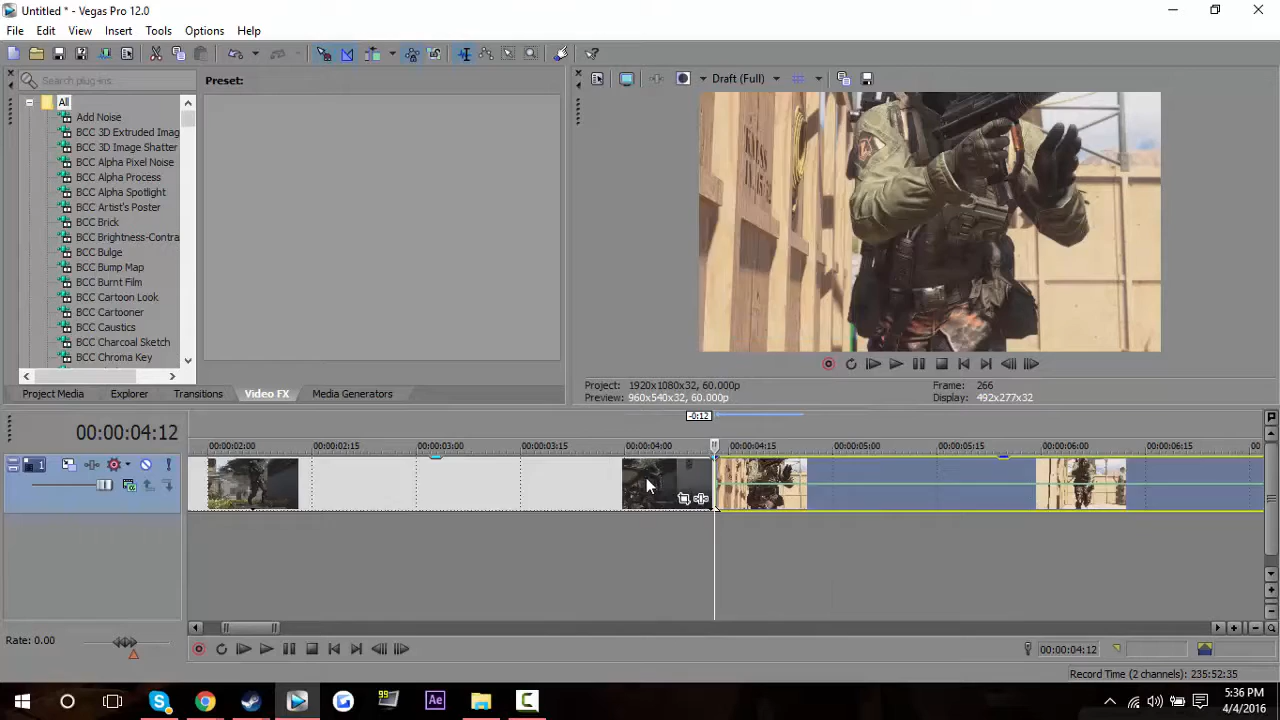 Untitled * - Vegas Pro 12.0
File Edit View Insert Tools Options Help
Search plug-ins
All
Add Noise
BCC 3D Extruded Imag
BCC 3D Image Shatter
BCC Alpha Pixel Noise
BCC Alpha Process
BCC Alpha Spotlight
BCC Artist's Poster
BCC Brick
BCC Brightness-Contra
BCC Bulge
BCC Bump Map
BCC Burnt Film
BCC Cartoon Look
BCC Cartooner
BCC Caustics
BCC Charcoal Sketch
BCC Chroma Key
Preset:
Draft (Full)
Project: 1920x1080x32, 60.000p
Preview: 960x540x32, 60.000p
Frame: 266
Display: 492x277x32
Project Media Explorer Transitions Video FX Media Generators
-0:12
00:00:04:12
00:00:02:00 00:00:02:15 00:00:03:00 00:00:03:15 00:00:04:00 00:00:04:15 00:00:05:00 00:00:05:15 00:00:06:00 00:00:06:15 00
1
Rate: 0.00
00:00:04:12
Record Time (2 channels): 235:52:35
99
Ae
5:36 PM
4/4/2016